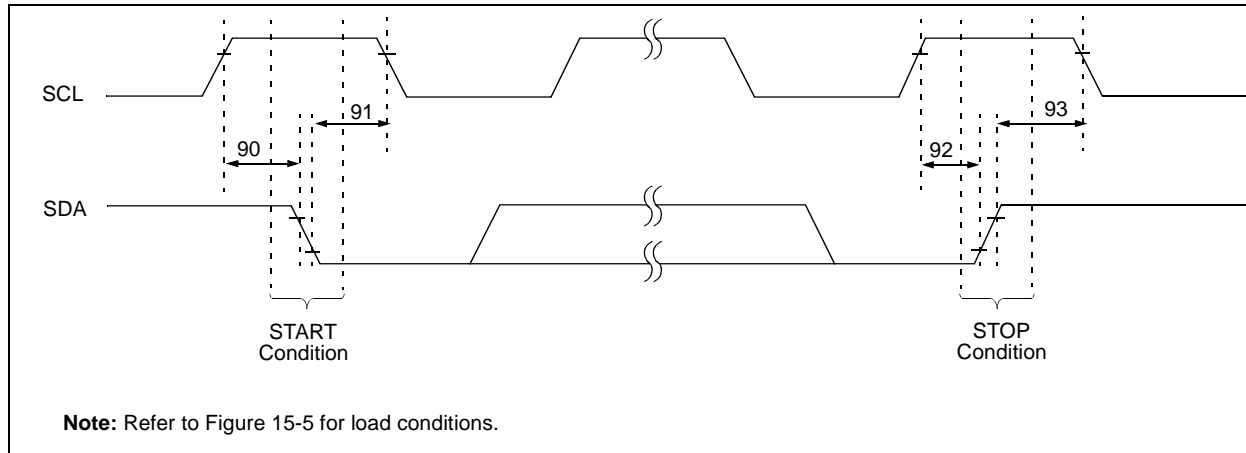 SCL
91
93
90
92
SDA
START
Condition
STOP
Condition
Note: Refer to Figure 15-5 for load conditions.